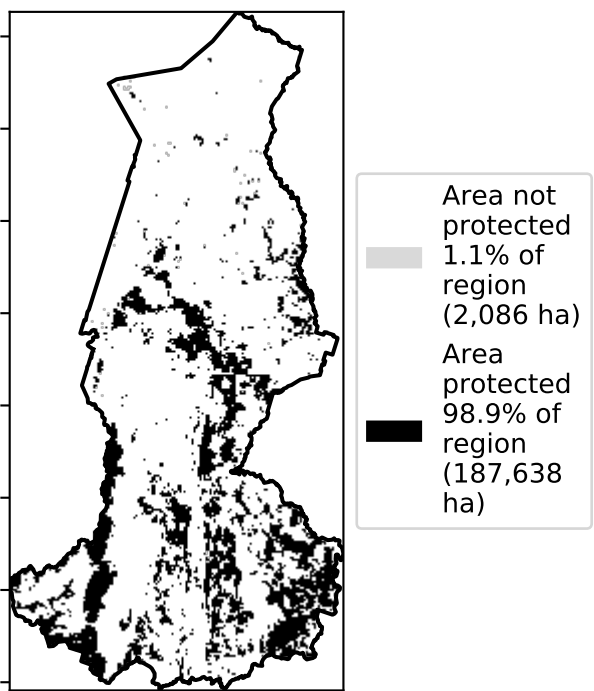 Area not
protected
1.1% of
region
(2,086 ha)
Area
protected
98.9% of
region
(187,638
ha)